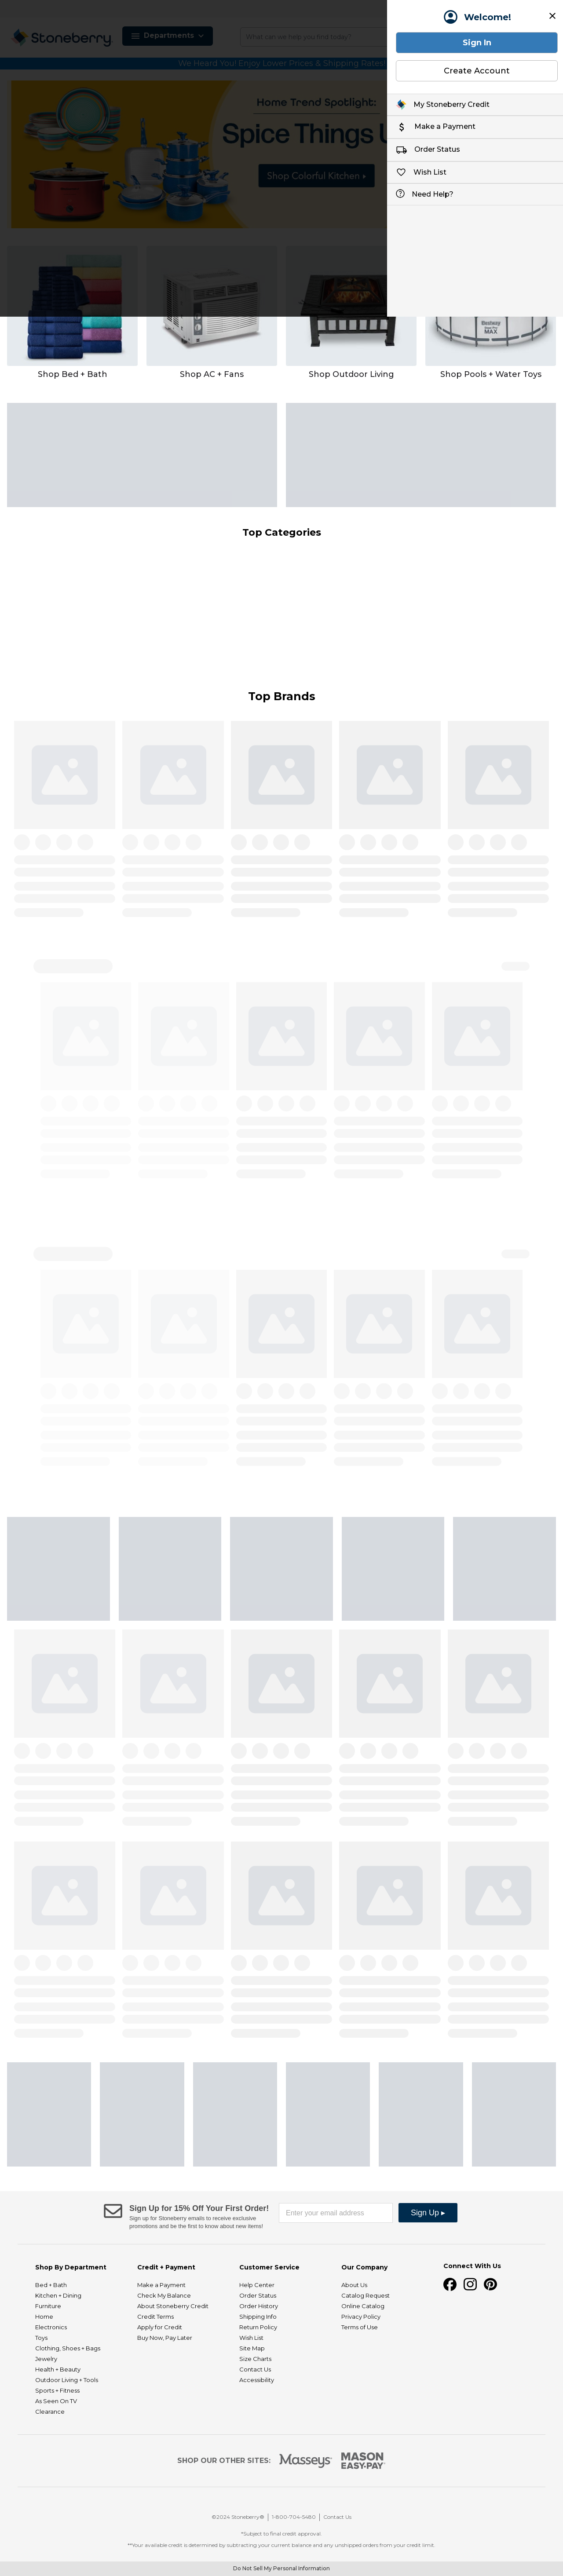 Stoneberry
Departments
What can we help you find today?
We Heard You! Enjoy Lower Prices & Shipping Rates!
Home Trend Spotlight:
Spice Things U
Shop Colorful Kitchen ▸
Welcome!
Sign In
Create Account
My Stoneberry Credit
Make a Payment
Order Status
Wish List
Need Help?
Bestway
MAX
Shop Bed + Bath
Shop AC + Fans
Shop Outdoor Living
Shop Pools + Water Toys
Top Categories
Top Brands
Sign Up for 15% Off Your First Order!
Sign up for Stoneberry emails to receive exclusive
promotions and be the first to know about new items!
Enter your email address
Sign Up ▸
Shop By Department
Bed + Bath
Kitchen + Dining
Furniture
Home
Electronics
Toys
Clothing, Shoes + Bags
Jewelry
Health + Beauty
Outdoor Living + Tools
Sports + Fitness
As Seen On TV
Clearance
Credit + Payment
Make a Payment
Check My Balance
About Stoneberry Credit
Credit Terms
Apply for Credit
Buy Now, Pay Later
Customer Service
Help Center
Order Status
Order History
Shipping Info
Return Policy
Wish List
Site Map
Size Charts
Contact Us
Accessibility
Our Company
About Us
Catalog Request
Online Catalog
Privacy Policy
Terms of Use
Connect With Us
SHOP OUR OTHER SITES:
Masseys
MASON
EASY•PAY
©2024 Stoneberry® | 1-800-704-5480 | Contact Us
*Subject to final credit approval.
**Your available credit is determined by subtracting your current balance and any unshipped orders from your credit limit.
Do Not Sell My Personal Information